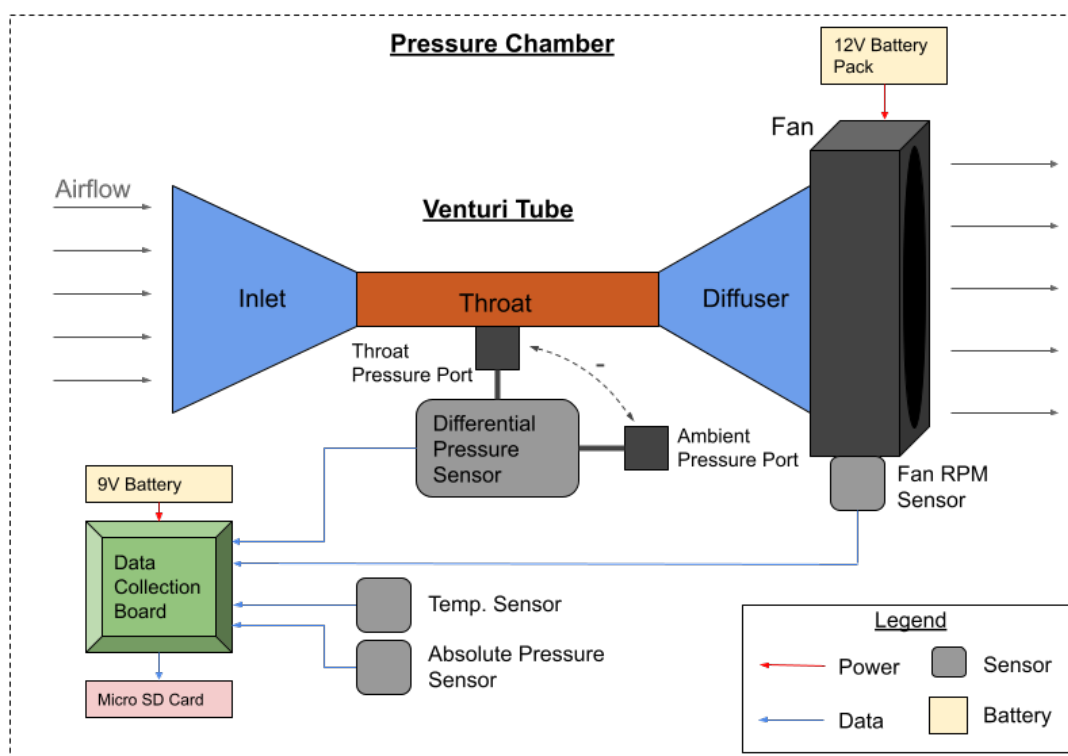 Pressure Chamber
12V Battery
Pack
Fan
Airflow
Venturi Tube
Inlet
Throat
Diffuser
Throat
Pressure Port
-
Differential
Pressure
Sensor
Ambient
Pressure Port
Fan RPM
Sensor
9V Battery
Data
Collection
Board
Temp. Sensor
Absolute Pressure
Sensor
Micro SD Card
Legend
Power
Sensor
Data
Battery